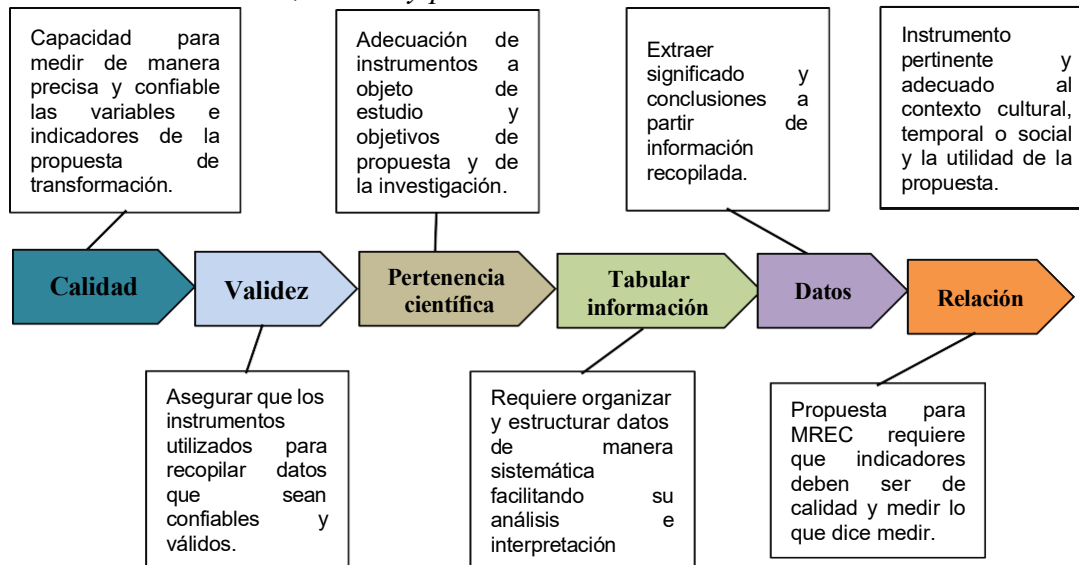 Capacidad para
medir de manera
precisa y confiable
las variables e
indicadores de la
propuesta de
transformación.
Adecuación de
instrumentos a
objeto de
estudio y
objetivos de
propuesta y de
la investigación.
Extraer
significado y
conclusiones a
partir de
información
recopilada.
Instrumento
pertinente y
adecuado al
contexto cultural,
temporal o social
y la utilidad de la
propuesta.
Calidad
Validez
Pertenencia
científica
Tabular
información
Datos
Relación
Asegurar que los
instrumentos
utilizados para
recopilar datos
que sean
confiables y
válidos.
Requiere organizar
y estructurar datos
de manera
sistemática
facilitando su
análisis e
interpretación
Propuesta para
MREC requiere
que indicadores
deben ser de
calidad y medir lo
que dice medir.